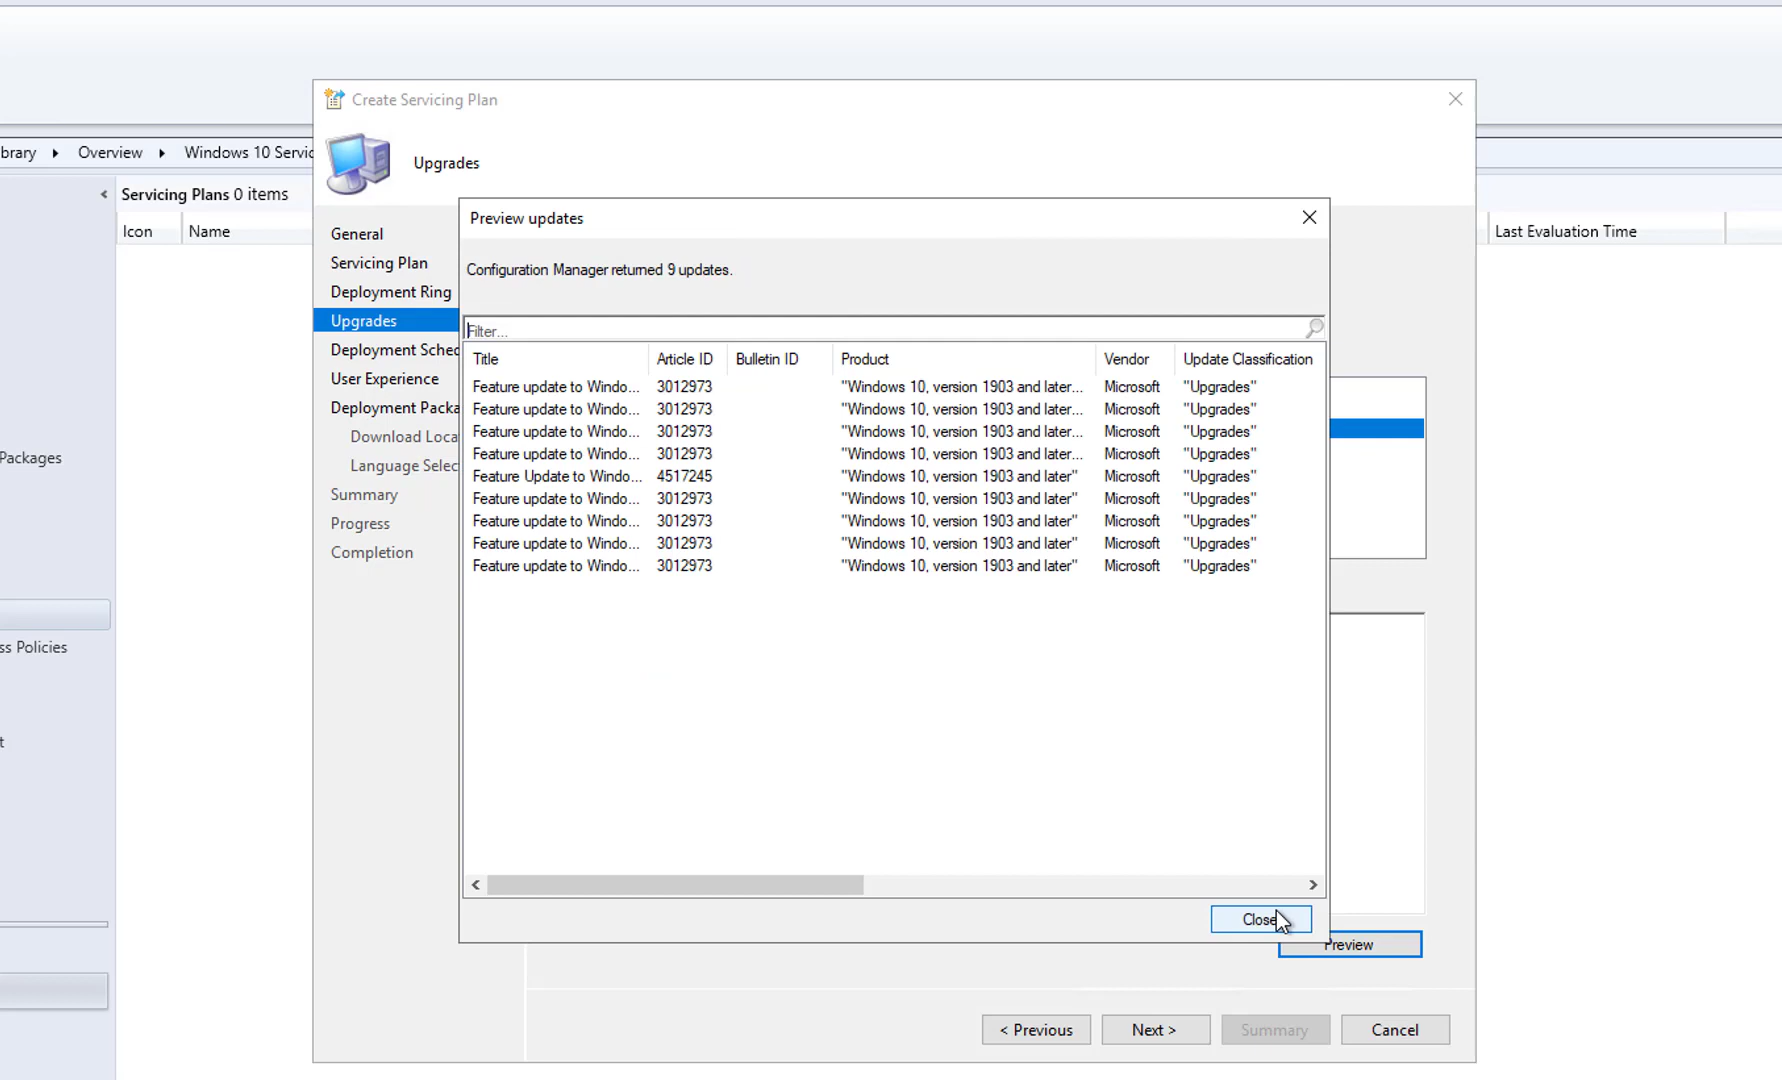 Create Servicing Plan
brary Overview Windows 10 Servic
Upgrades
Servicing Plans 0 items
Icon Name Last Evaluation Time
Packages
ss Policies
t
General
Servicing Plan
Deployment Ring
Upgrades
Deployment Sched
User Experience
Deployment Packa
Download Loca
Language Selec
Summary
Progress
Completion
Preview updates
Configuration Manager returned 9 updates.
Filter...
Title Article ID Bulletin ID Product Vendor Update Classification
Feature update to Windo... 3012973 "Windows 10, version 1903 and later... Microsoft "Upgrades"
Feature update to Windo... 3012973 "Windows 10, version 1903 and later... Microsoft "Upgrades"
Feature update to Windo... 3012973 "Windows 10, version 1903 and later... Microsoft "Upgrades"
Feature update to Windo... 3012973 "Windows 10, version 1903 and later... Microsoft "Upgrades"
Feature Update to Windo... 4517245 "Windows 10, version 1903 and later" Microsoft "Upgrades"
Feature update to Windo... 3012973 "Windows 10, version 1903 and later" Microsoft "Upgrades"
Feature update to Windo... 3012973 "Windows 10, version 1903 and later" Microsoft "Upgrades"
Feature update to Windo... 3012973 "Windows 10, version 1903 and later" Microsoft "Upgrades"
Feature update to Windo... 3012973 "Windows 10, version 1903 and later" Microsoft "Upgrades"
Close
Preview
< Previous Next > Summary Cancel